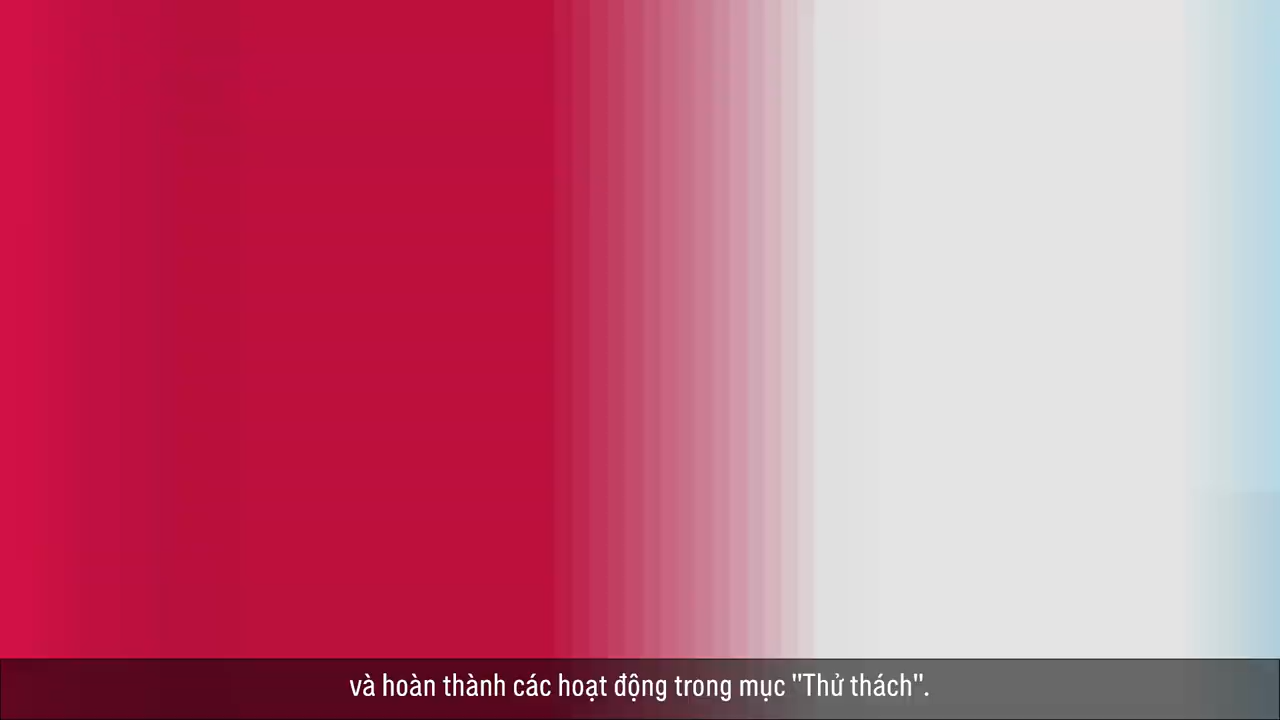 và hoàn thành các hoạt động trong mục "Thử thách".